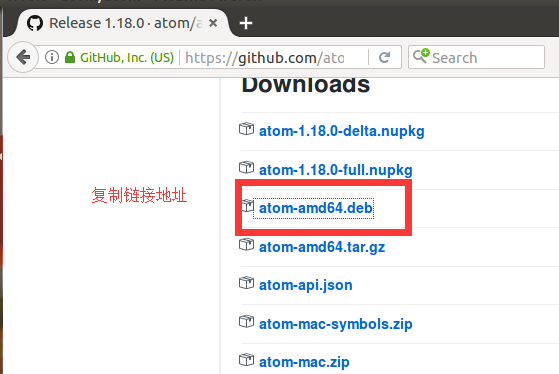 Release 1.18.0 · atom/a
GitHub, Inc. (US)
https://github.com/ato
Search
Downloads
atom-1.18.0-delta.nupkg
atom-1.18.0-full.nupkg
复制链接地址
atom-amd64.deb
atom-amd64.tar.gz
atom-api.json
atom-mac-symbols.zip
atom-mac.zip